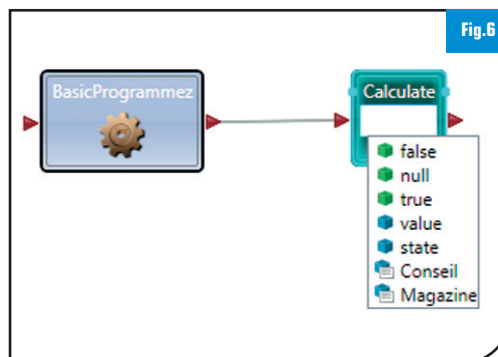 Fig.6
BasicProgrammez
Calculate
false
null
true
value
state
Conseil
Magazine